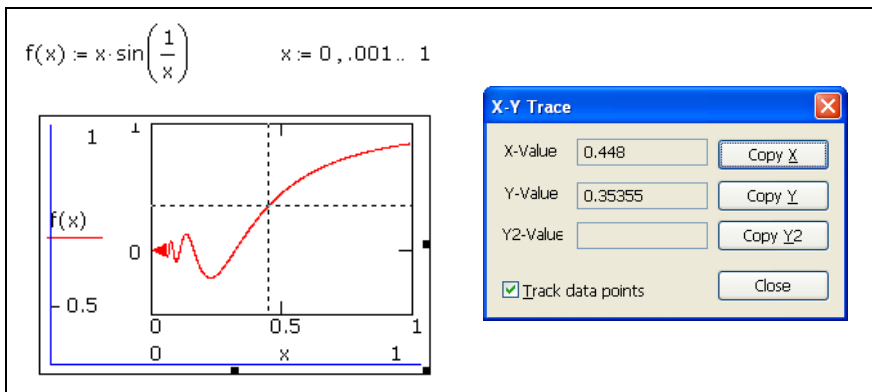 f(x) := x·sin(1/x)
x := 0 , .001 .. 1
1
1
f(x)
0
- 0.5
0
0.5
1
0
x
1
X-Y Trace
X-Value 0.448 Copy X
Y-Value 0.35355 Copy Y
Y2-Value Copy Y2
Track data points Close